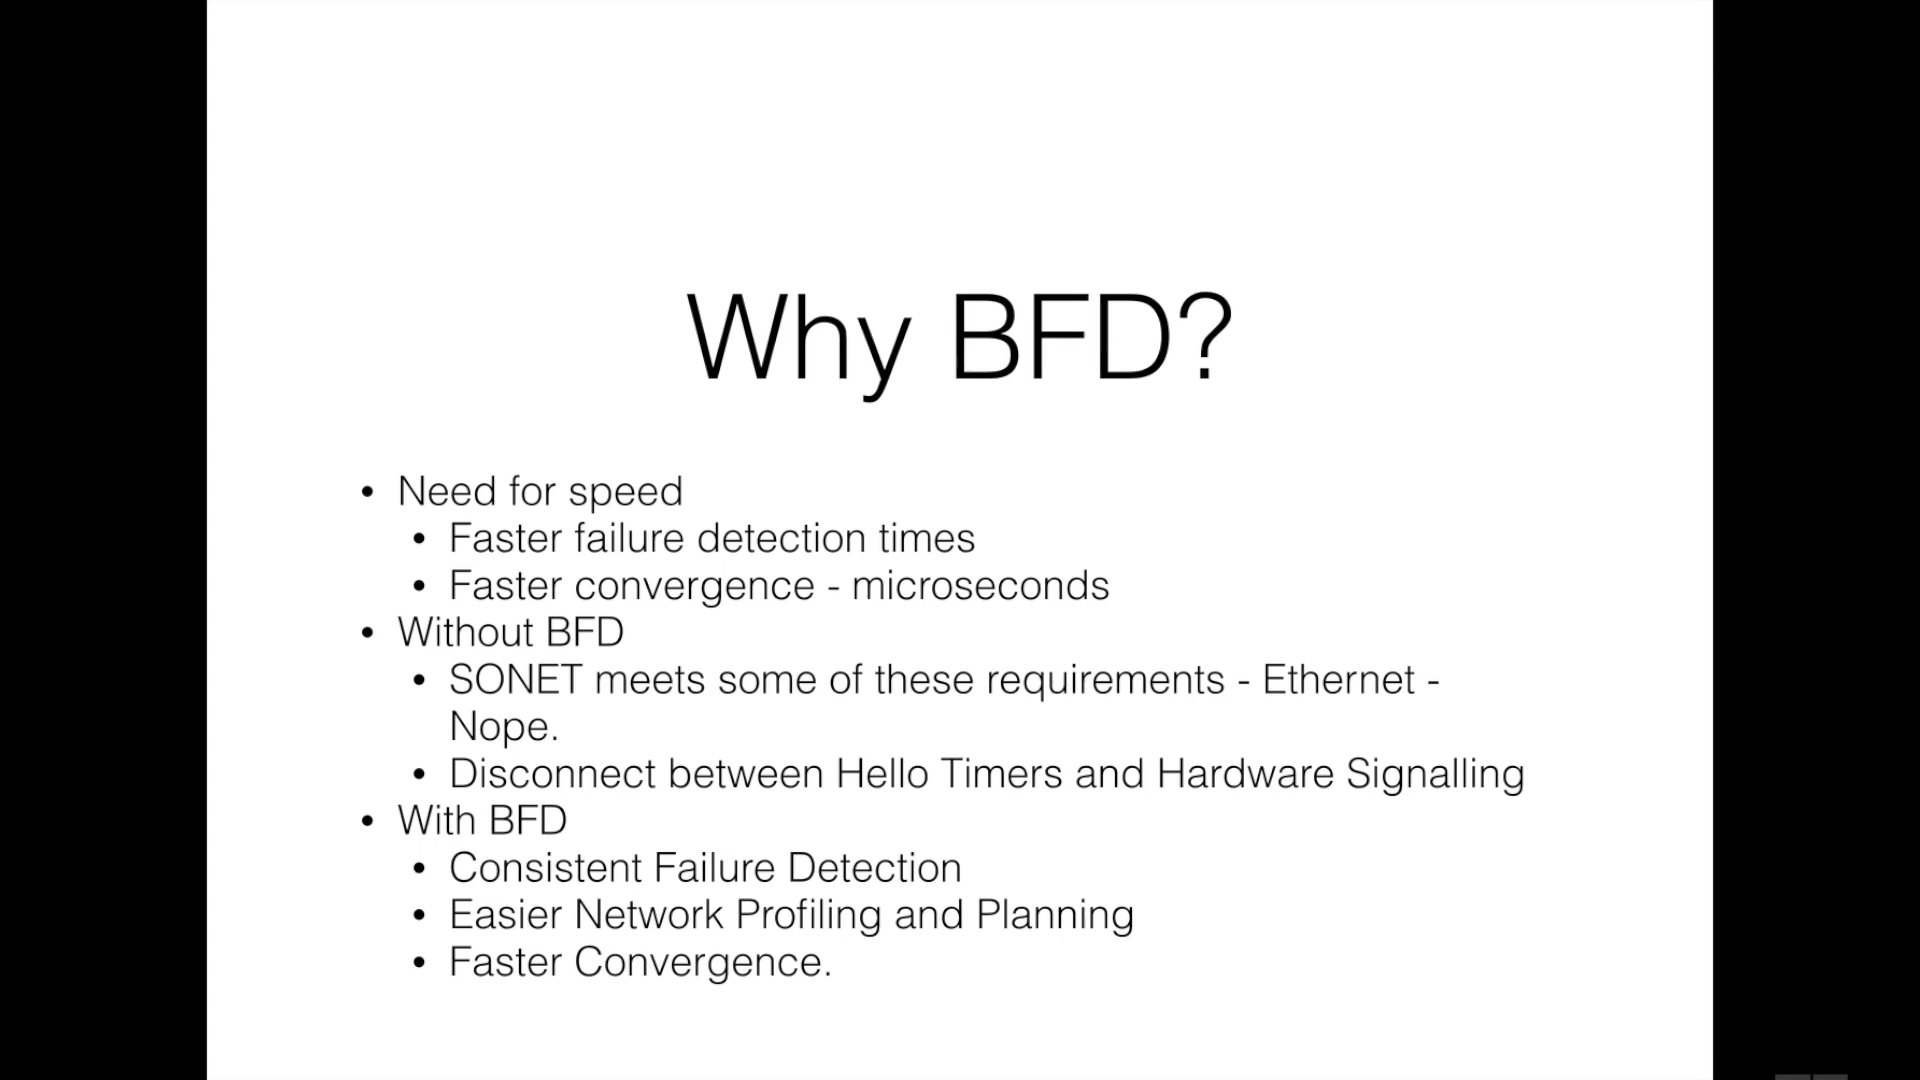 Why BFD?
• Need for speed
• Faster failure detection times
• Faster convergence - microseconds
• Without BFD
• SONET meets some of these requirements - Ethernet -
Nope.
• Disconnect between Hello Timers and Hardware Signalling
• With BFD
• Consistent Failure Detection
• Easier Network Profiling and Planning
• Faster Convergence.